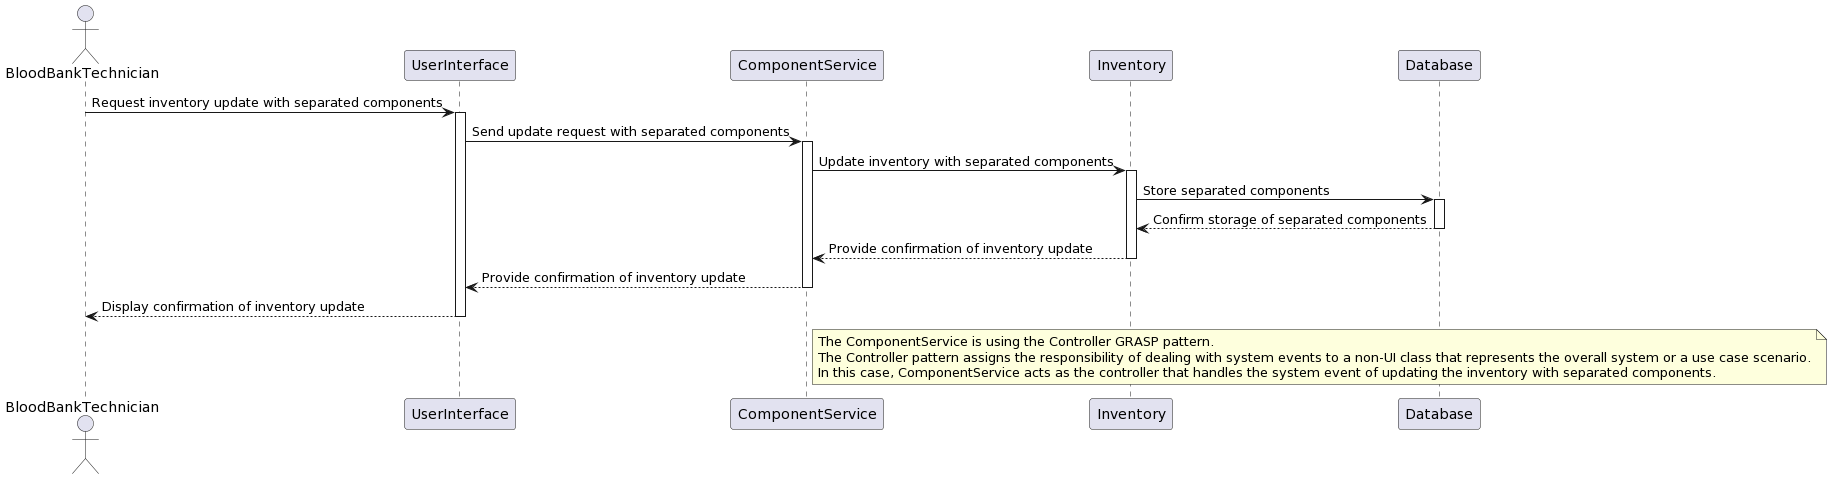 BloodBankTechnician
UserInterface
ComponentService
Inventory
Database
Request inventory update with separated components
Send update request with separated components
Update inventory with separated components
Store separated components
Confirm storage of separated components
Provide confirmation of inventory update
Provide confirmation of inventory update
Display confirmation of inventory update
The ComponentService is using the Controller GRASP pattern.
The Controller pattern assigns the responsibility of dealing with system events to a non-UI class that represents the overall system or a use case scenario.
In this case, ComponentService acts as the controller that handles the system event of updating the inventory with separated components.
BloodBankTechnician
UserInterface
ComponentService
Inventory
Database